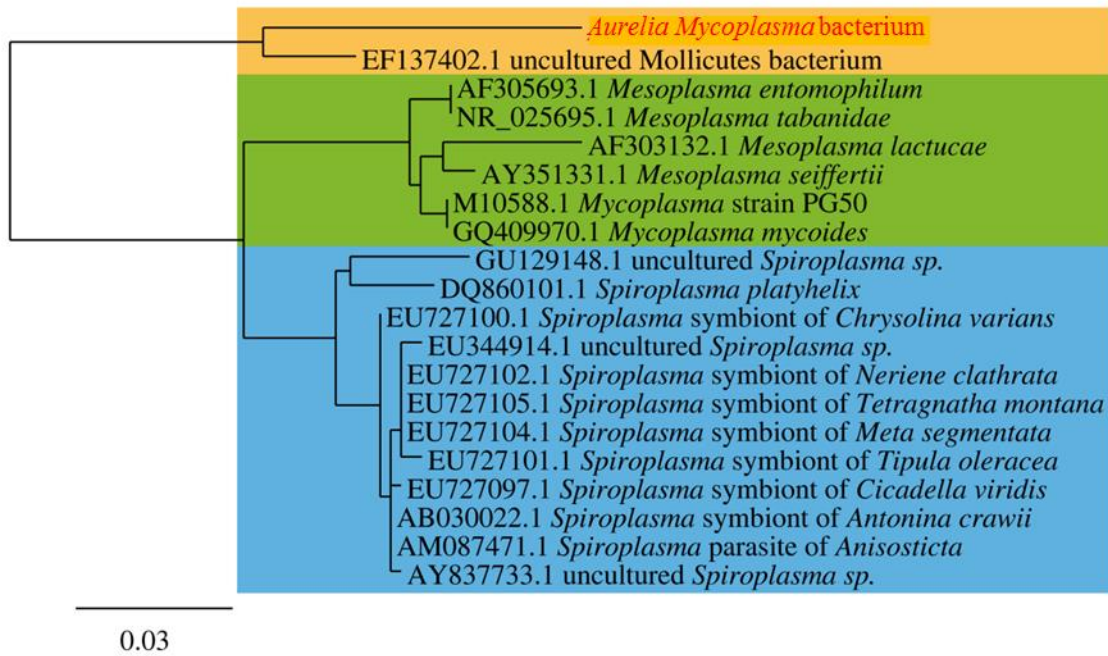 Aurelia Mycoplasma bacterium
EF137402.1 uncultured Mollicutes bacterium
AF305693.1 Mesoplasma entomophilum
NR_025695.1 Mesoplasma tabanidae
AF303132.1 Mesoplasma lactucae
AY351331.1 Mesoplasma seiffertii
M10588.1 Mycoplasma strain PG50
GQ409970.1 Mycoplasma mycoides
GU129148.1 uncultured Spiroplasma sp.
DQ860101.1 Spiroplasma platyhelix
EU727100.1 Spiroplasma symbiont of Chrysolina varians
EU344914.1 uncultured Spiroplasma sp.
EU727102.1 Spiroplasma symbiont of Neriene clathrata
EU727105.1 Spiroplasma symbiont of Tetragnatha montana
EU727104.1 Spiroplasma symbiont of Meta segmentata
EU727101.1 Spiroplasma symbiont of Tipula oleracea
EU727097.1 Spiroplasma symbiont of Cicadella viridis
AB030022.1 Spiroplasma symbiont of Antonina crawii
AM087471.1 Spiroplasma parasite of Anisosticta
AY837733.1 uncultured Spiroplasma sp.
0.03